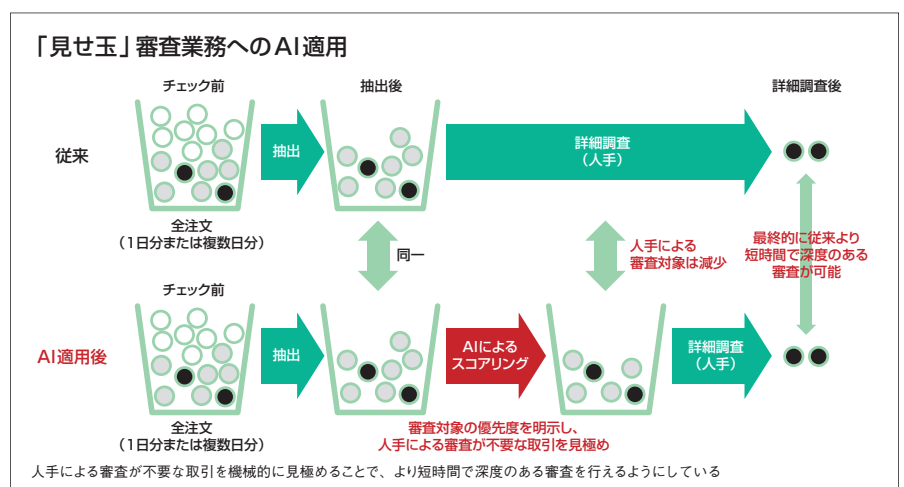 「見せ玉」審査業務へのAI適用
チェック前
抽出後
詳細調査後
従来
抽出
詳細調査
（人手）
全注文
（1日分または複数日分）
同一
人手による
審査対象は減少
最終的に従来より
短時間で深度のある
審査が可能
チェック前
AI適用後
抽出
AIによる
スコアリング
詳細調査
（人手）
全注文
（1日分または複数日分）
審査対象の優先度を明示し、
人手による審査が不要な取引を見極め
人手による審査が不要な取引を機械的に見極めることで、より短時間で深度のある審査を行えるようにしている